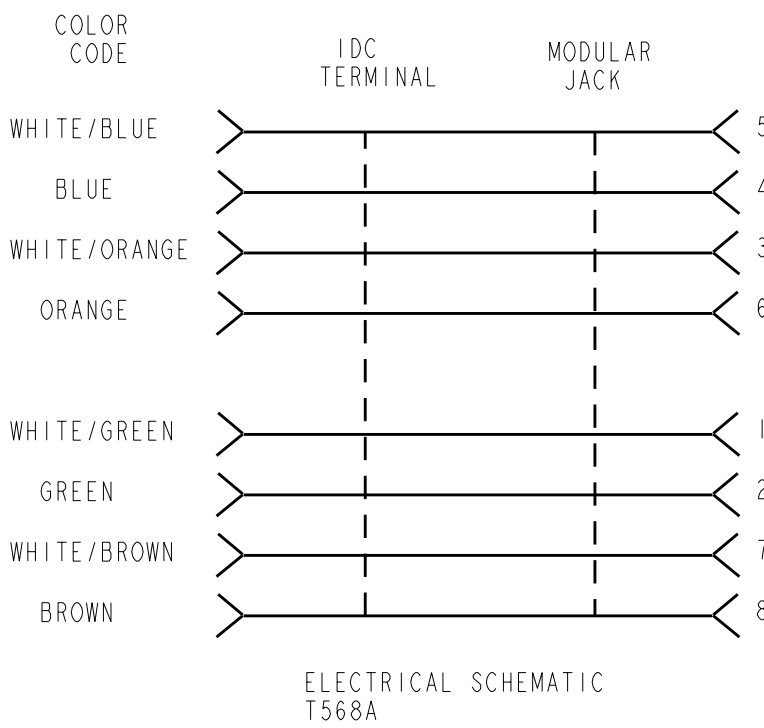 COLOR
CODE
IDC
TERMINAL
MODULAR
JACK
WHITE/BLUE 5
BLUE 4
WHITE/ORANGE 3
ORANGE 6
WHITE/GREEN 1
GREEN 2
WHITE/BROWN 7
BROWN 8
ELECTRICAL SCHEMATIC
T568A